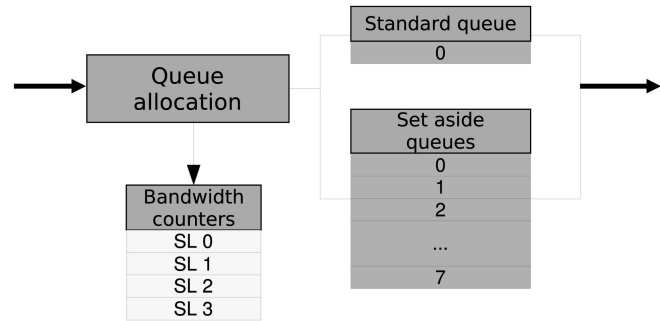 Queue
allocation
Bandwidth
counters
SL 0
SL 1
SL 2
SL 3
Standard queue
0
Set aside
queues
0
1
2
...
7